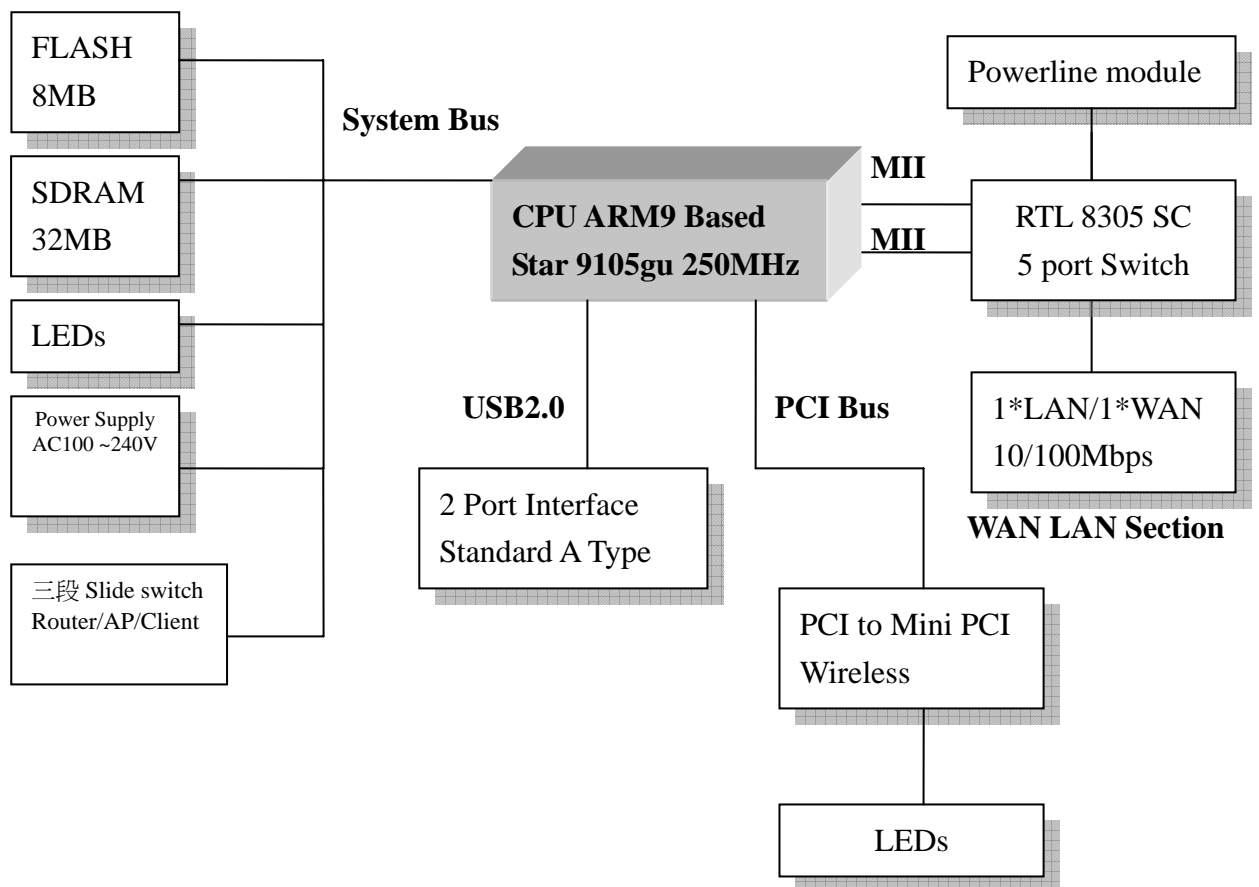 FLASH
8MB
System Bus
SDRAM
32MB
LEDs
Power Supply
AC100 ~240V
三段 Slide switch
Router/AP/Client
CPU ARM9 Based
Star 9105gu 250MHz
MII
MII
Powerline module
RTL 8305 SC
5 port Switch
1*LAN/1*WAN
10/100Mbps
WAN LAN Section
USB2.0
2 Port Interface
Standard A Type
PCI Bus
PCI to Mini PCI
Wireless
LEDs